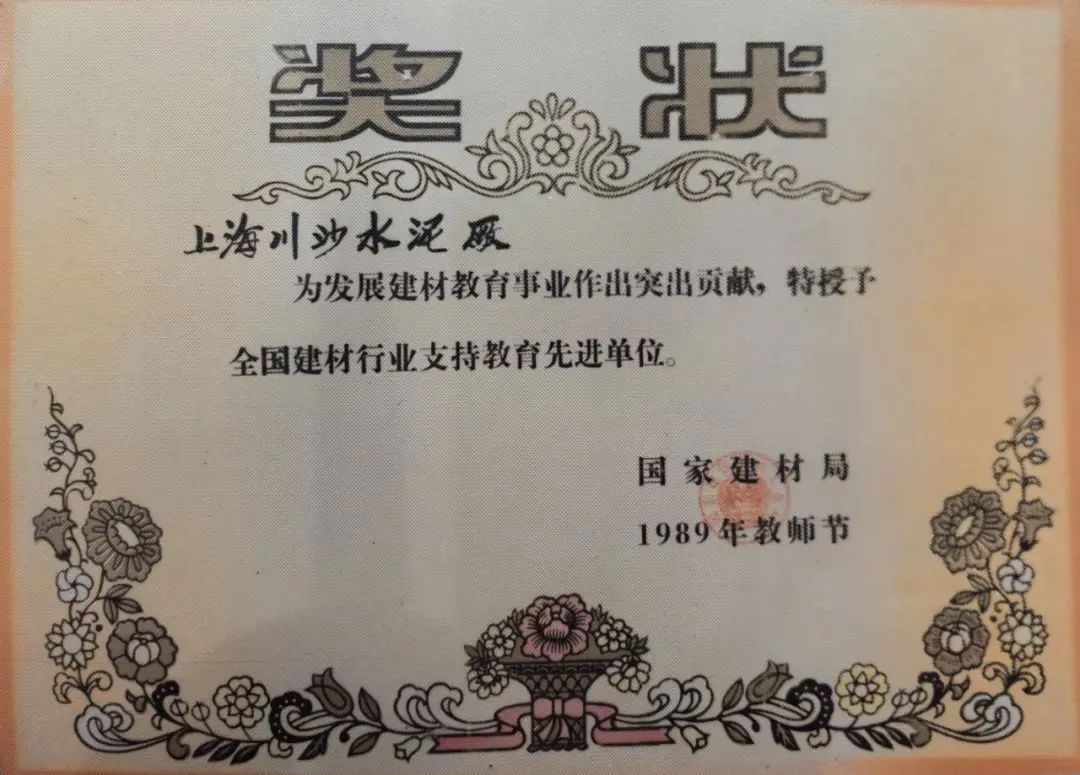 奖状
上海川沙水泥厰
为发展建材教育事业作出突出贡献，特授予
全国建材行业支持教育先进单位。
国家建材局
1989年教师节